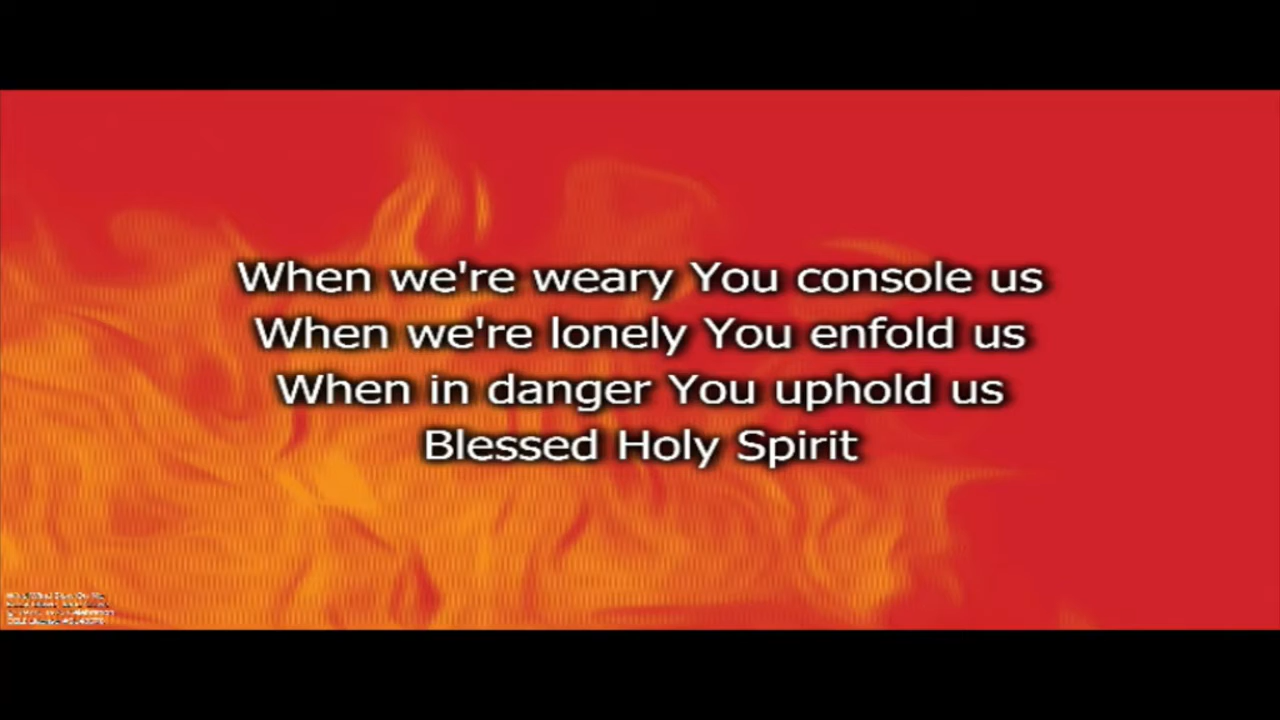 When we're weary You console us
When we're lonely You enfold us
When in danger You uphold us
Blessed Holy Spirit